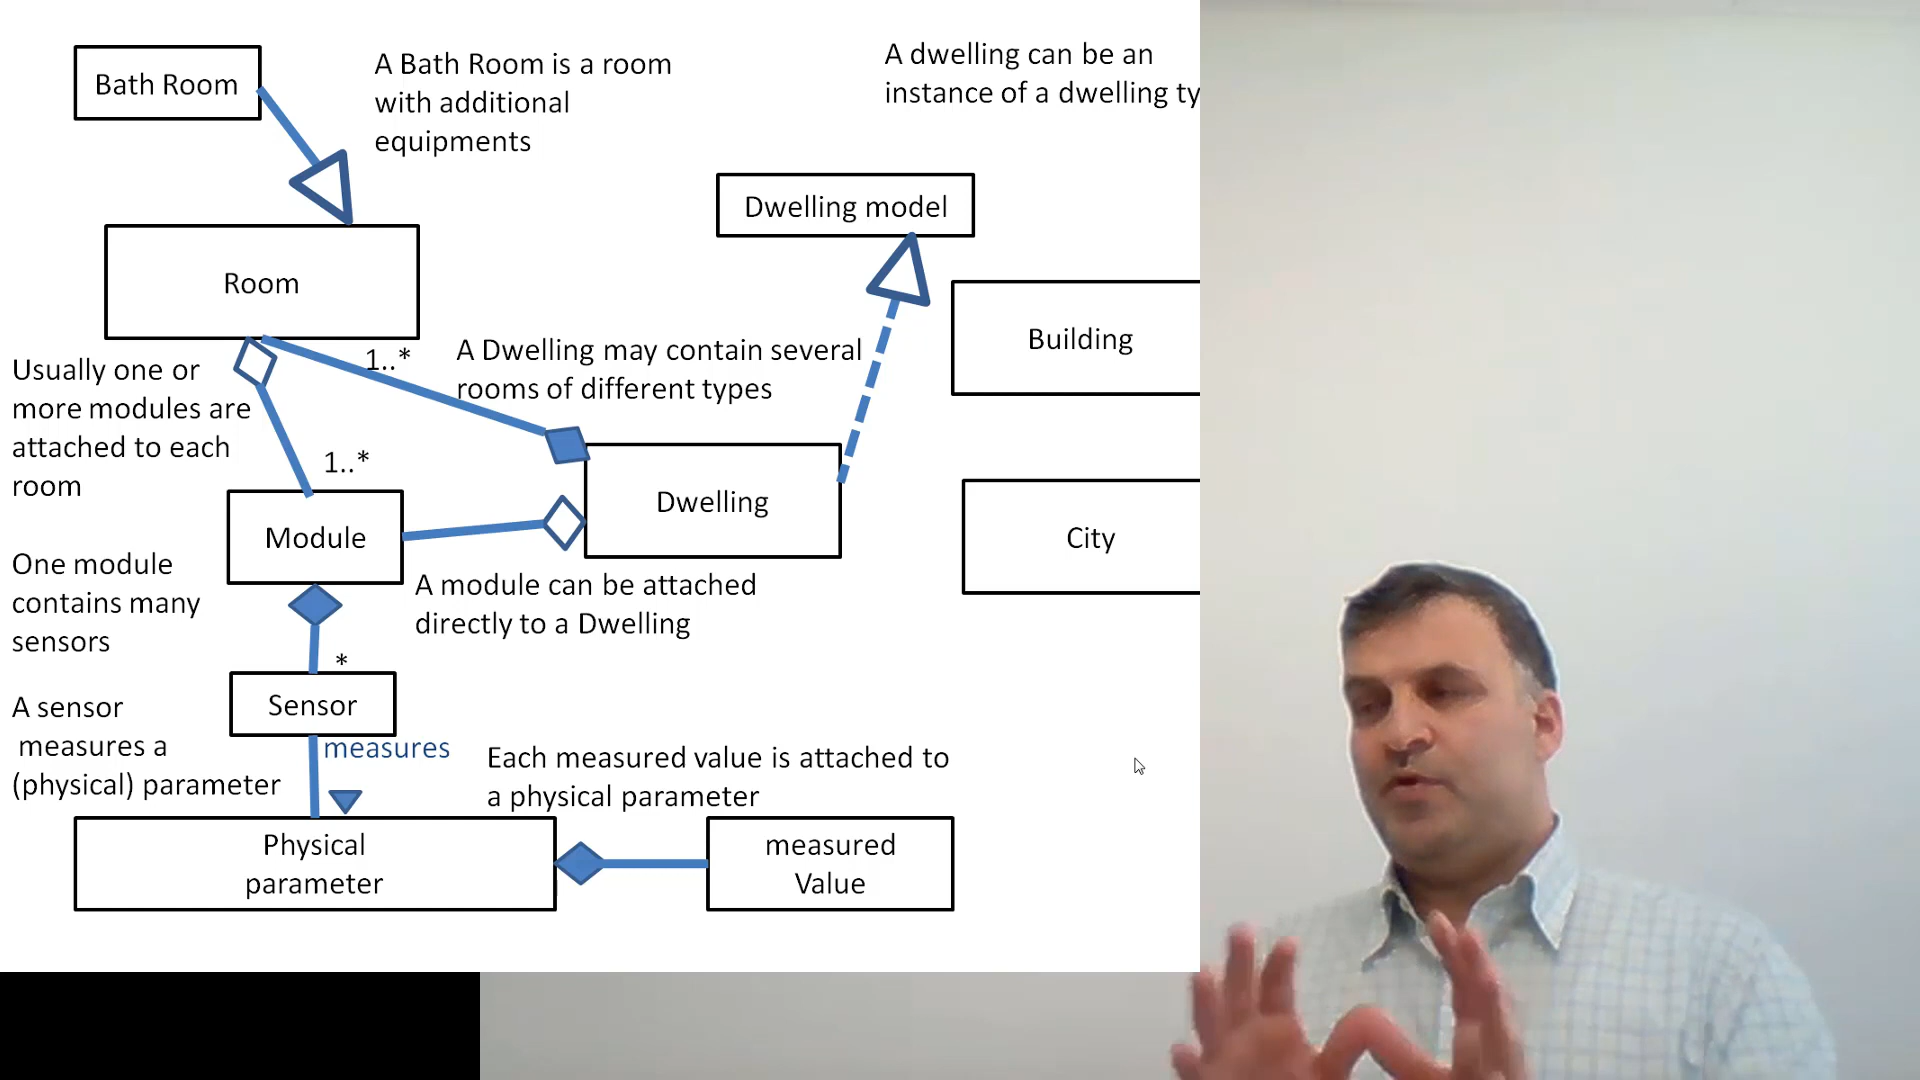 Bath Room
A Bath Room is a room
with additional
equipments
A dwelling can be an
instance of a dwelling ty
Dwelling model
Room
Building
1..*
A Dwelling may contain several
rooms of different types
Usually one or
more modules are
attached to each
room
1..*
Dwelling
Module
City
One module
contains many
sensors
A module can be attached
directly to a Dwelling
*
Sensor
A sensor
measures a
(physical) parameter
measures
Each measured value is attached to
a physical parameter
Physical
parameter
measured
Value